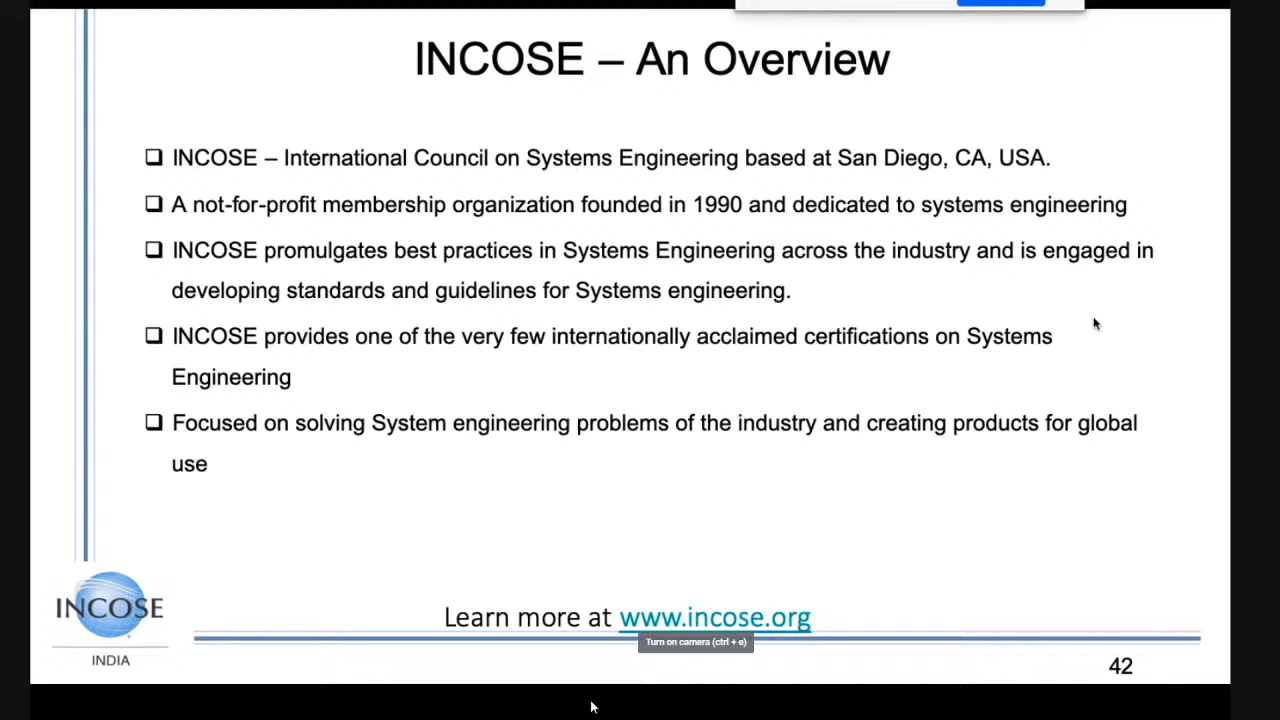 INCOSE – An Overview
❑ INCOSE – International Council on Systems Engineering based at San Diego, CA, USA.
❑ A not-for-profit membership organization founded in 1990 and dedicated to systems engineering
❑ INCOSE promulgates best practices in Systems Engineering across the industry and is engaged in
developing standards and guidelines for Systems engineering.
❑ INCOSE provides one of the very few internationally acclaimed certifications on Systems
Engineering
❑ Focused on solving System engineering problems of the industry and creating products for global
use
INCOSE
INDIA
Learn more at www.incose.org
Turn on camera (ctrl + e)
42